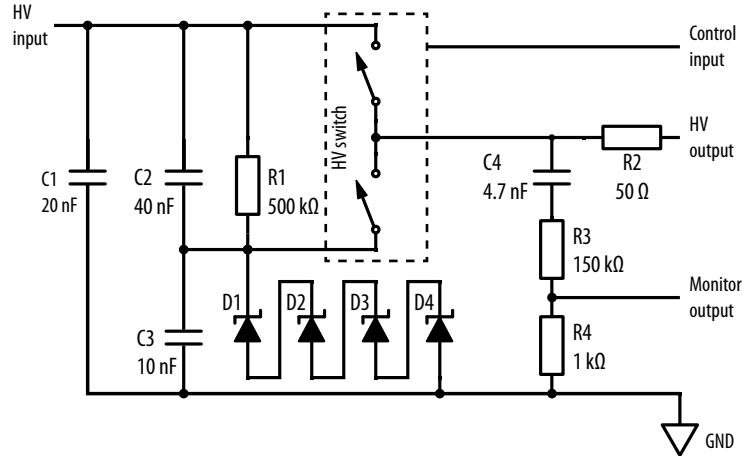 HV
input
Control
input
HV switch
HV
output
C1
20 nF
C2
40 nF
R1
500 kΩ
C4
4.7 nF
R2
50 Ω
R3
150 kΩ
D1
D2
D3
D4
Monitor
output
C3
10 nF
R4
1 kΩ
GND